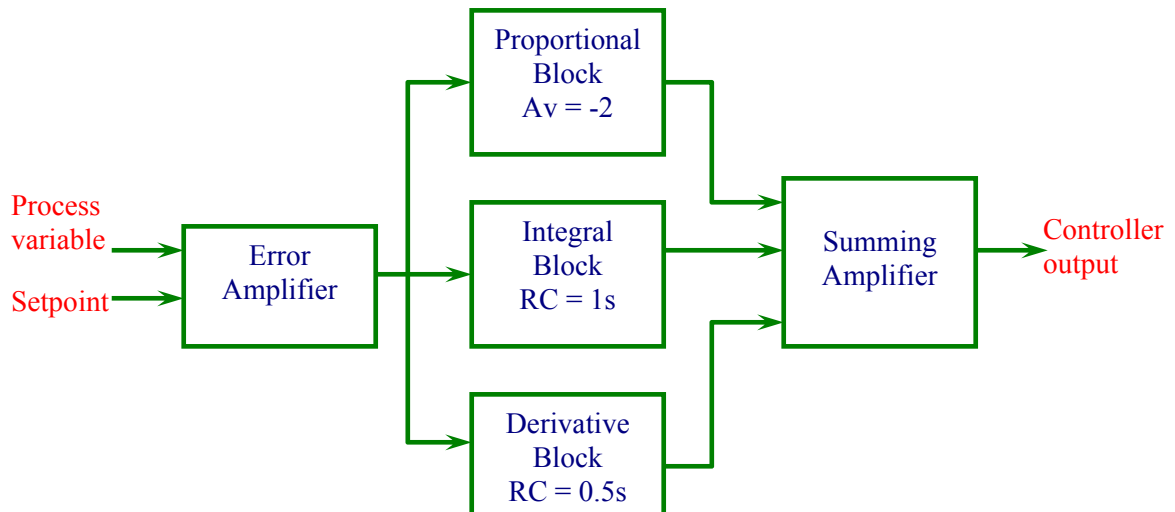 Proportional
Block
Av = -2
Process
variable
Setpoint
Error
Amplifier
Integral
Block
RC = 1s
Summing
Amplifier
Controller
output
Derivative
Block
RC = 0.5s